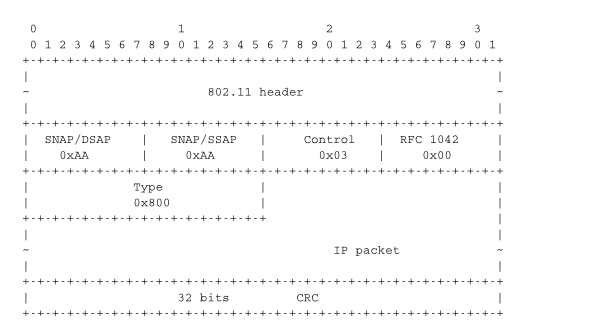 0 1 2 3
0 1 2 3 4 5 6 7 8 9 0 1 2 3 4 5 6 7 8 9 0 1 2 3 4 5 6 7 8 9 0 1
+-+-+-+-+-+-+-+-+-+-+-+-+-+-+-+-+-+-+-+-+-+-+-+-+-+-+-+-+-+-+-+-+
| |
~ 802.11 header ~
| |
+-+-+-+-+-+-+-+-+-+-+-+-+-+-+-+-+-+-+-+-+-+-+-+-+-+-+-+-+-+-+-+-+
| SNAP/DSAP | SNAP/SSAP | Control | RFC 1042 |
| 0xAA | 0xAA | 0x03 | 0x00 |
+-+-+-+-+-+-+-+-+-+-+-+-+-+-+-+-+-+-+-+-+-+-+-+-+-+-+-+-+-+-+-+-+
| Type | |
| 0x800 | |
+-+-+-+-+-+-+-+-+-+-+-+-+-+-+-+-+ |
| |
~ IP packet ~
| |
+-+-+-+-+-+-+-+-+-+-+-+-+-+-+-+-+-+-+-+-+-+-+-+-+-+-+-+-+-+-+-+-+
| 32 bits CRC |
+-+-+-+-+-+-+-+-+-+-+-+-+-+-+-+-+-+-+-+-+-+-+-+-+-+-+-+-+-+-+-+-+